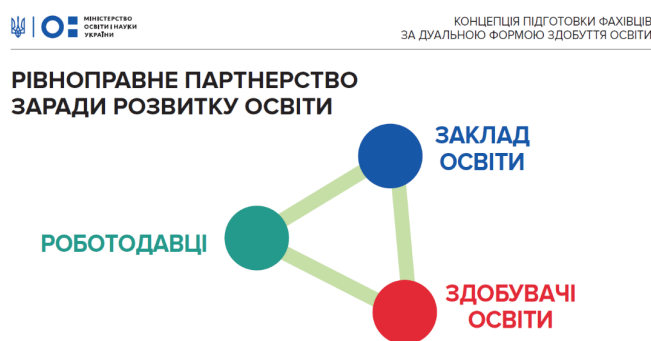 МІНІСТЕРСТВО
ОСВІТИ І НАУКИ
УКРАЇНИ
КОНЦЕПЦІЯ ПІДГОТОВКИ ФАХІВЦІВ
ЗА ДУАЛЬНОЮ ФОРМОЮ ЗДОБУТТЯ ОСВІТИ
РІВНОПРАВНЕ ПАРТНЕРСТВО
ЗАРАДИ РОЗВИТКУ ОСВІТИ
ЗАКЛАД
ОСВІТИ
РОБОТОДАВЦІ
ЗДОБУВАЧІ
ОСВІТИ